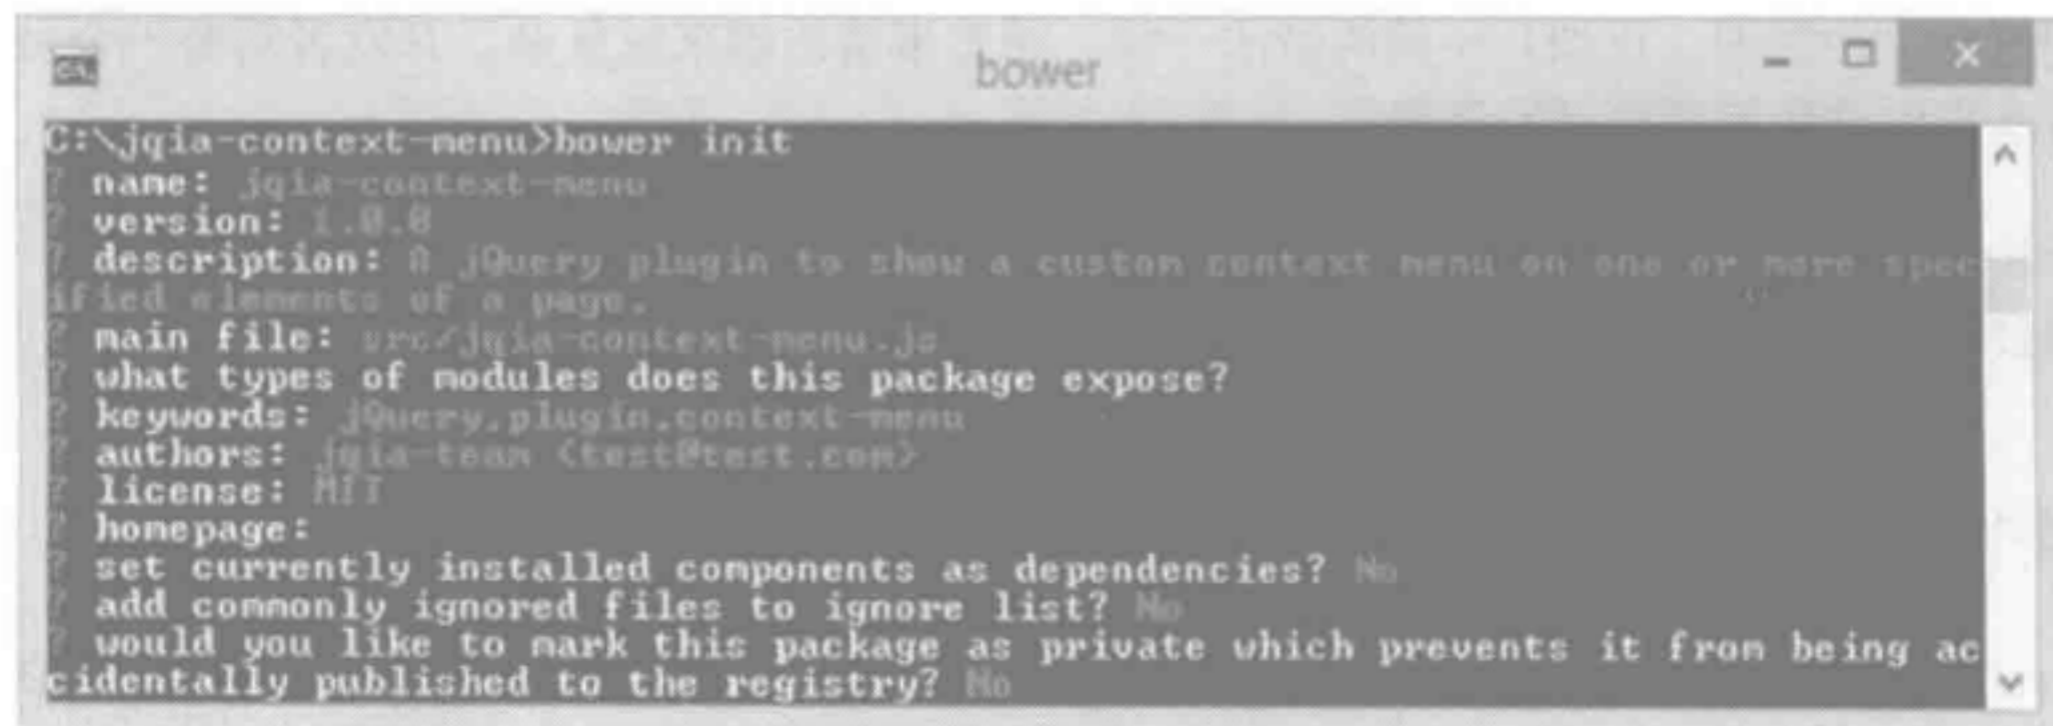 bower
C:\jqia-context-menu>bower init
? name: jqia-context-menu
? version: 1.0.0
? description: A jQuery plugin to show a custom context menu on one or more spec
ified elements of a page.
? main file: src/jqia-context-menu.js
? what types of modules does this package expose?
? keywords: jQuery,plugin,context-menu
? authors: jqia-team <test@test.com>
? license: MIT
? homepage:
? set currently installed components as dependencies? No
? add commonly ignored files to ignore list? No
? would you like to mark this package as private which prevents it from being ac
cidentally published to the registry? No